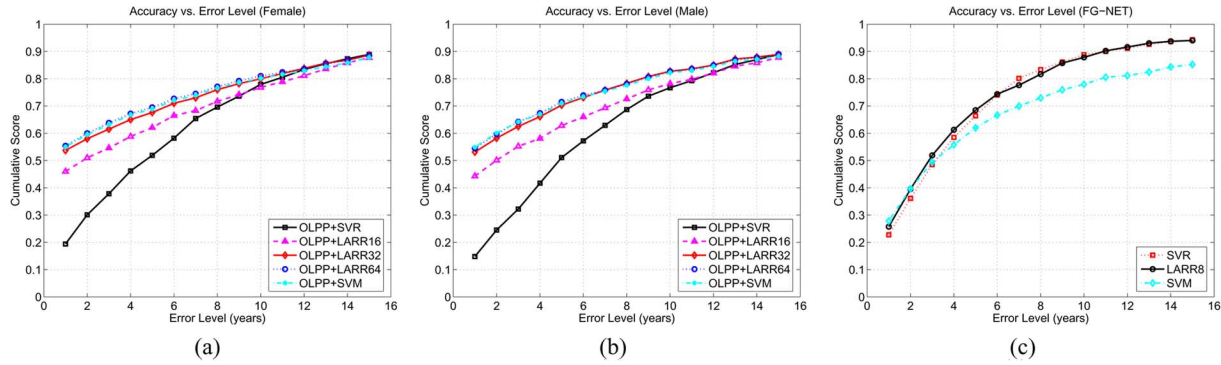 Accuracy vs. Error Level (Female)
1
0.9
0.8
0.7
0.6
0.5
0.4
0.3
0.2
0.1
0
Cumulative Score
OLPP+SVR
OLPP+LARR16
OLPP+LARR32
OLPP+LARR64
OLPP+SVM
0 2 4 6 8 10 12 14 16
Error Level (years)
(a)
Accuracy vs. Error Level (Male)
1
0.9
0.8
0.7
0.6
0.5
0.4
0.3
0.2
0.1
0
Cumulative Score
OLPP+SVR
OLPP+LARR16
OLPP+LARR32
OLPP+LARR64
OLPP+SVM
0 2 4 6 8 10 12 14 16
Error Level (years)
(b)
Accuracy vs. Error Level (FG-NET)
1
0.9
0.8
0.7
0.6
0.5
0.4
0.3
0.2
0.1
0
Cumulative Score
SVR
LARR8
SVM
0 2 4 6 8 10 12 14 16
Error Level (years)
(c)